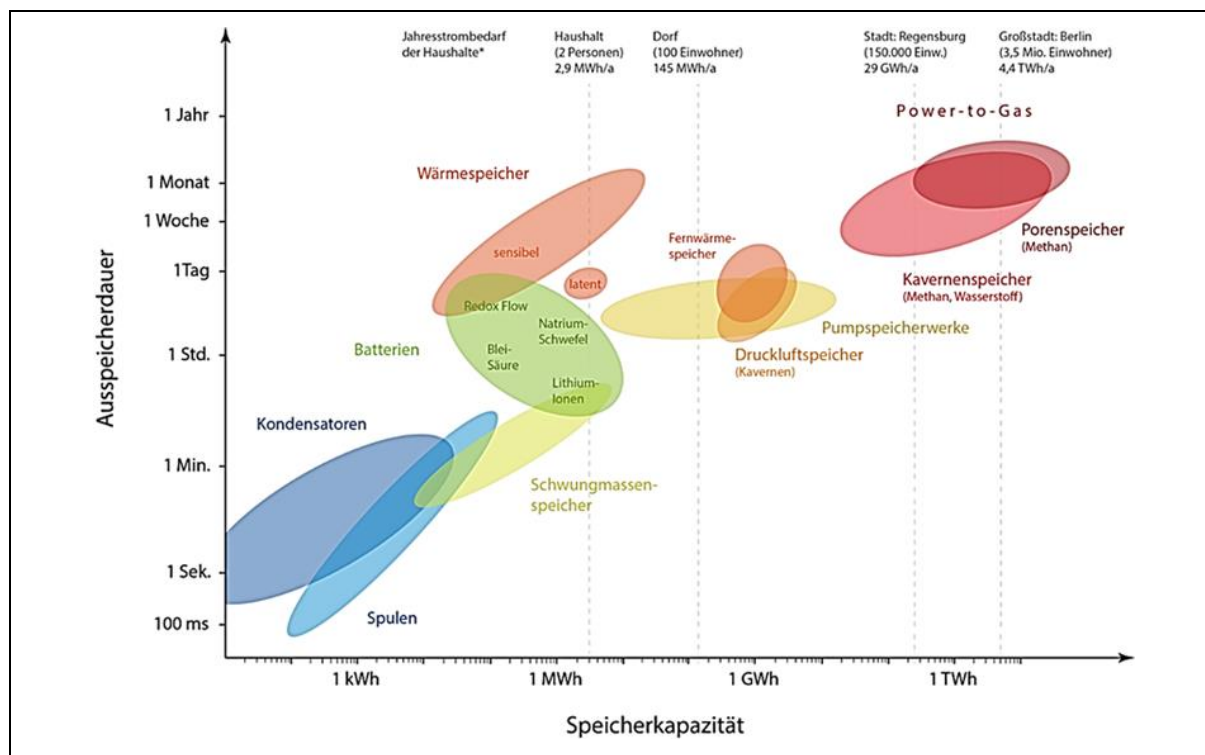 Jahresstrombedarf
der Haushalte*
Haushalt
(2 Personen)
2,9 MWh/a
Dorf
(100 Einwohner)
145 MWh/a
Stadt: Regensburg
(150.000 Einw.)
29 GWh/a
Großstadt: Berlin
(3,5 Mio. Einwohner)
4,4 TWh/a
Ausspeicherdauer
1 Jahr
1 Monat
1 Woche
1Tag
1 Std.
1 Min.
1 Sek.
100 ms
Power-to-Gas
Wärmespeicher
sensibel
latent
Fernwärme-
speicher
Porenspeicher
(Methan)
Kavernenspeicher
(Methan, Wasserstoff)
Redox Flow
Natrium-
Schwefel
Batterien
Blei-
Säure
Lithium-
Ionen
Pumpspeicherwerke
Druckluftspeicher
(Kavernen)
Kondensatoren
Schwungmassen-
speicher
Spulen
1 kWh
1 MWh
1 GWh
1 TWh
Speicherkapazität